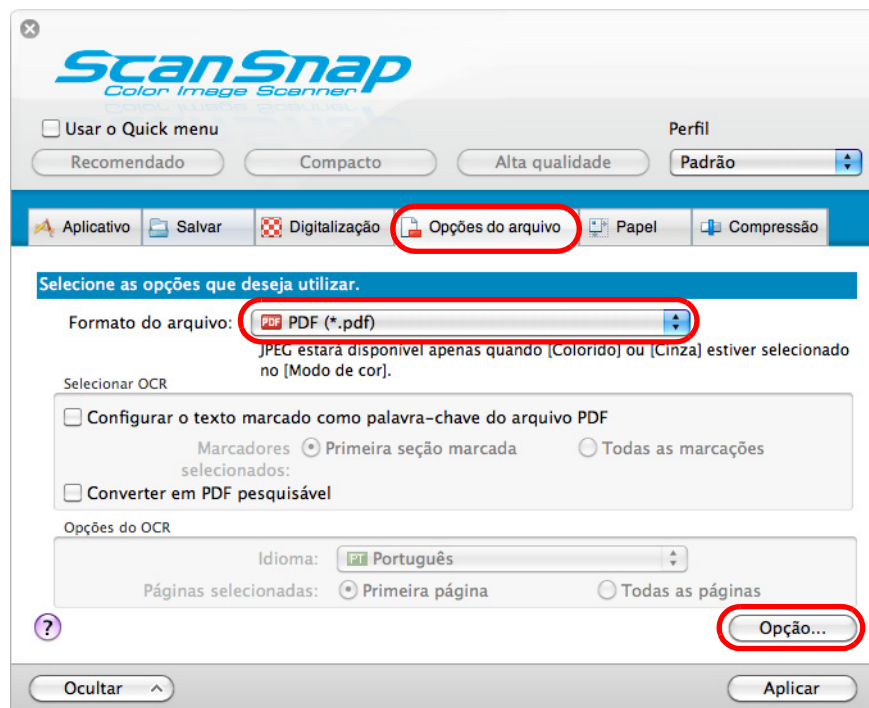 ScanSnap
Color Image Scanner
Usar o Quick menu
Perfil
Recomendado Compacto Alta qualidade Padrão
Aplicativo Salvar Digitalização Opções do arquivo Papel Compressão
Selecione as opções que deseja utilizar.
Formato do arquivo: PDF PDF (*.pdf)
JPEG estará disponível apenas quando [Colorido] ou [Cinza] estiver selecionado
no [Modo de cor].
Selecionar OCR
Configurar o texto marcado como palavra-chave do arquivo PDF
Marcadores Primeira seção marcada Todas as marcações
selecionados:
Converter em PDF pesquisável
Opções do OCR
Idioma: PT Português
Páginas selecionadas: Primeira página Todas as páginas
? Opção...
Ocultar Aplicar